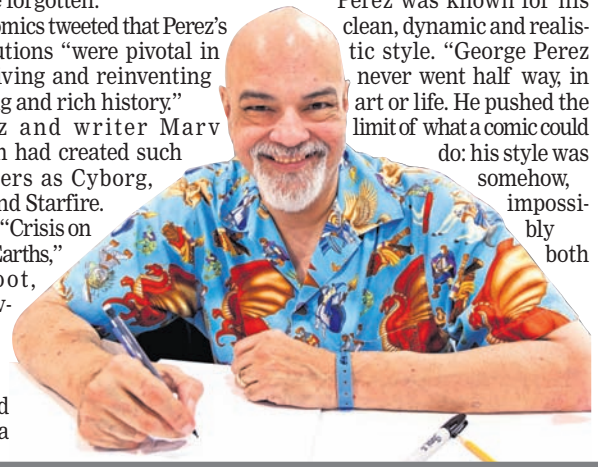 forgotten.
omics tweeted that Perez's
utions “were pivotal in
ving and reinventing
g and rich history.”
z and writer Marv
n had created such
ers as Cyborg,
nd Starfire.
“Crisis on
Earths,”
oot,
y-
d
a
Perez was known for his
clean, dynamic and realis-
tic style. “George Perez
never went half way, in
art or life. He pushed the
limit of what a comic could
do: his style was
somehow,
impossi-
bly
both